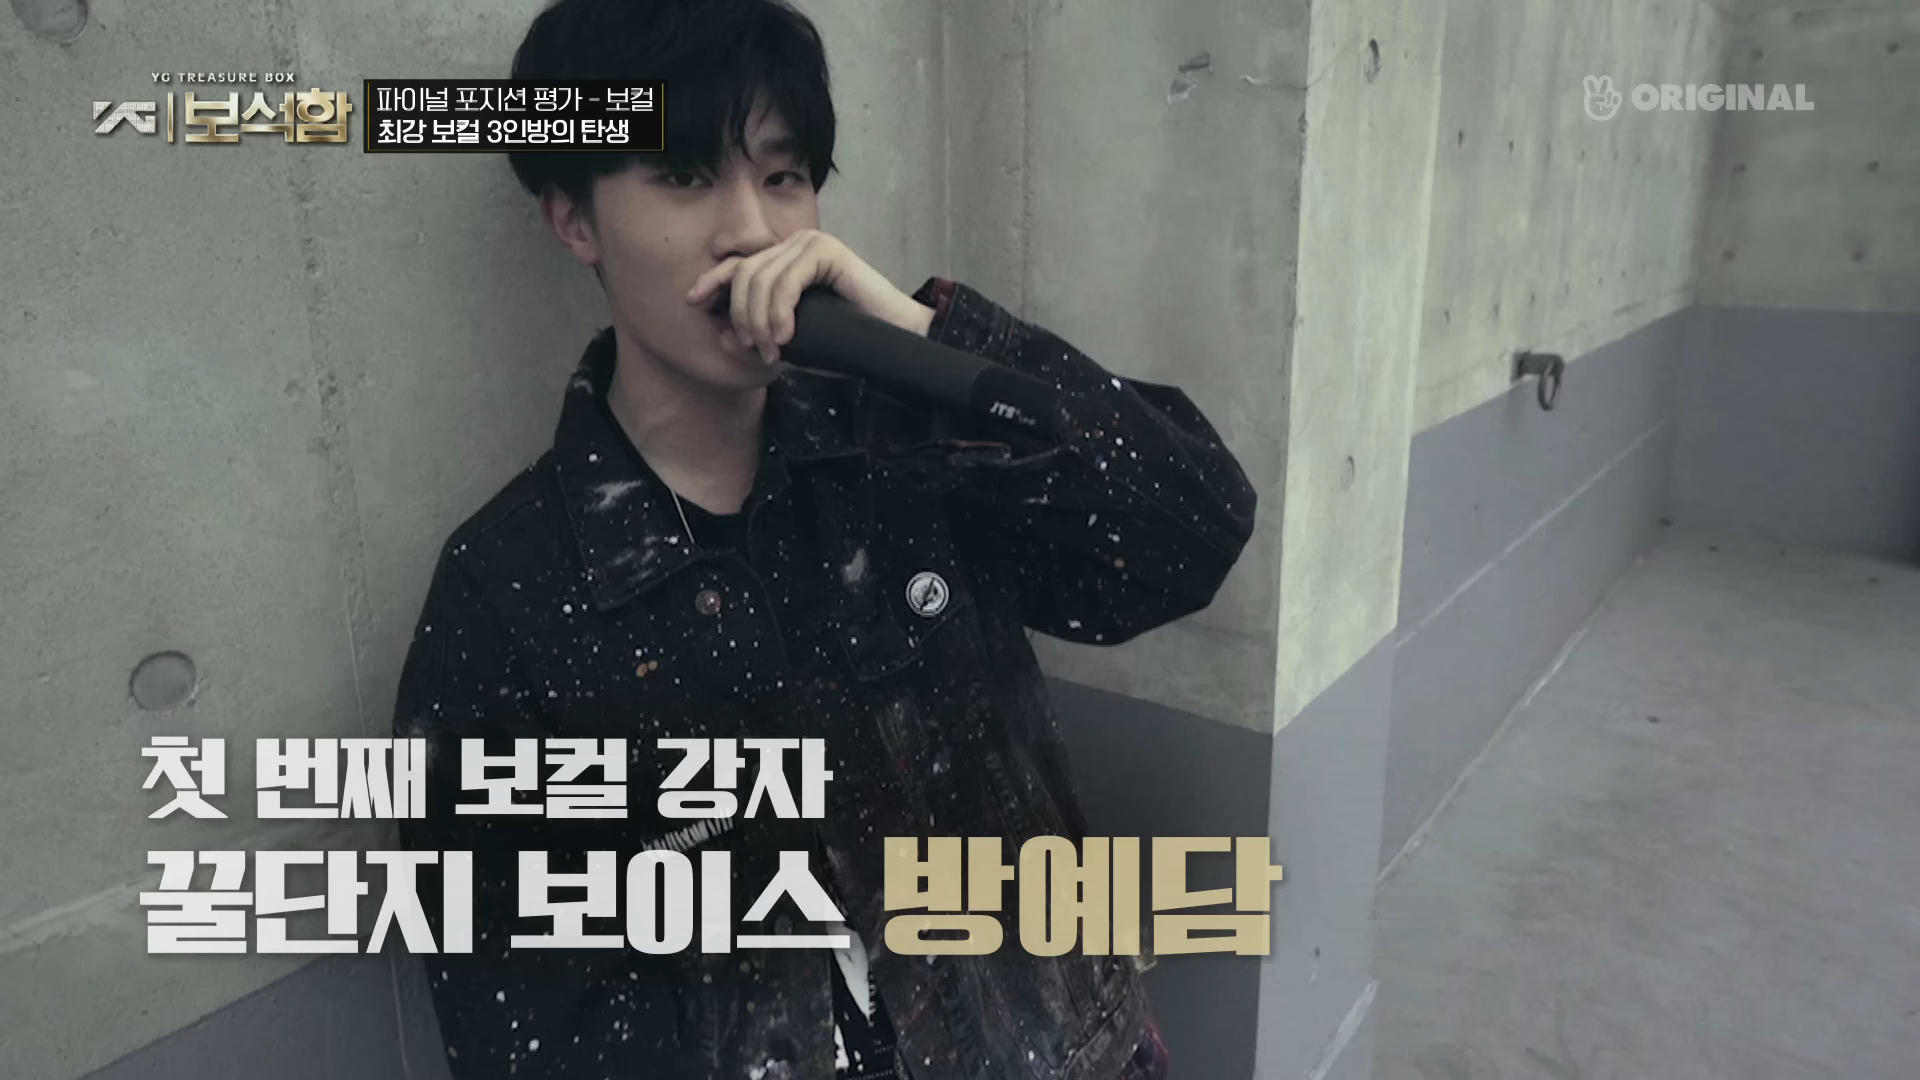 YG TREASURE BOX
YG 보석함
파이널 포지션 평가 - 보컬
최강 보컬 3인방의 탄생
ORIGINAL
JTS
첫 번째 보컬 강자
꿀단지 보이스 방예담